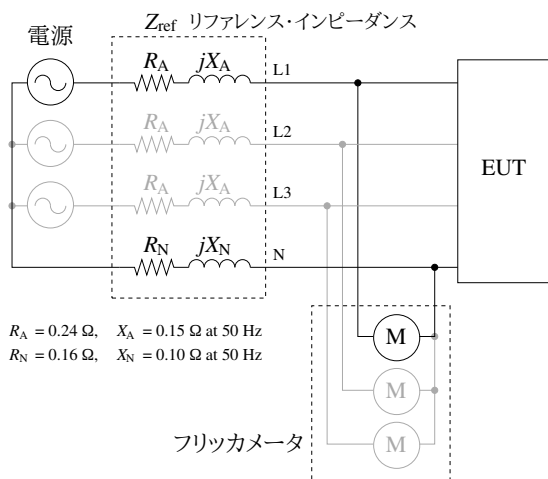 Zref リファレンス・インピーダンス
電源
RA jXA L1
RA jXA L2
RA jXA L3
RN jXN N
EUT
RA = 0.24 Ω, XA = 0.15 Ω at 50 Hz
RN = 0.16 Ω, XN = 0.10 Ω at 50 Hz
M
M
M
フリッカメータ